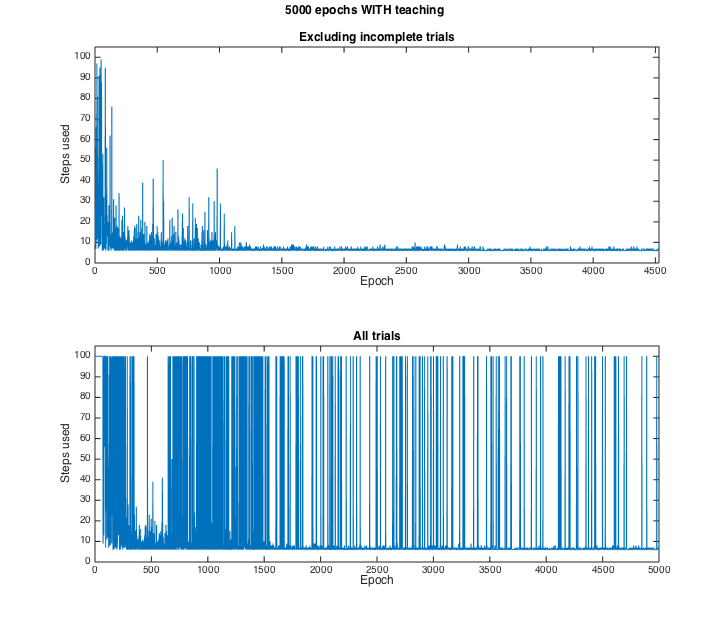 5000 epochs WITH teaching
Excluding incomplete trials
100
90
80
70
60
50
40
30
20
10
0
Steps used
0 500 1000 1500 2000 2500 3000 3500 4000 4500
Epoch
All trials
100
90
80
70
60
50
40
30
20
10
0
Steps used
0 500 1000 1500 2000 2500 3000 3500 4000 4500 5000
Epoch